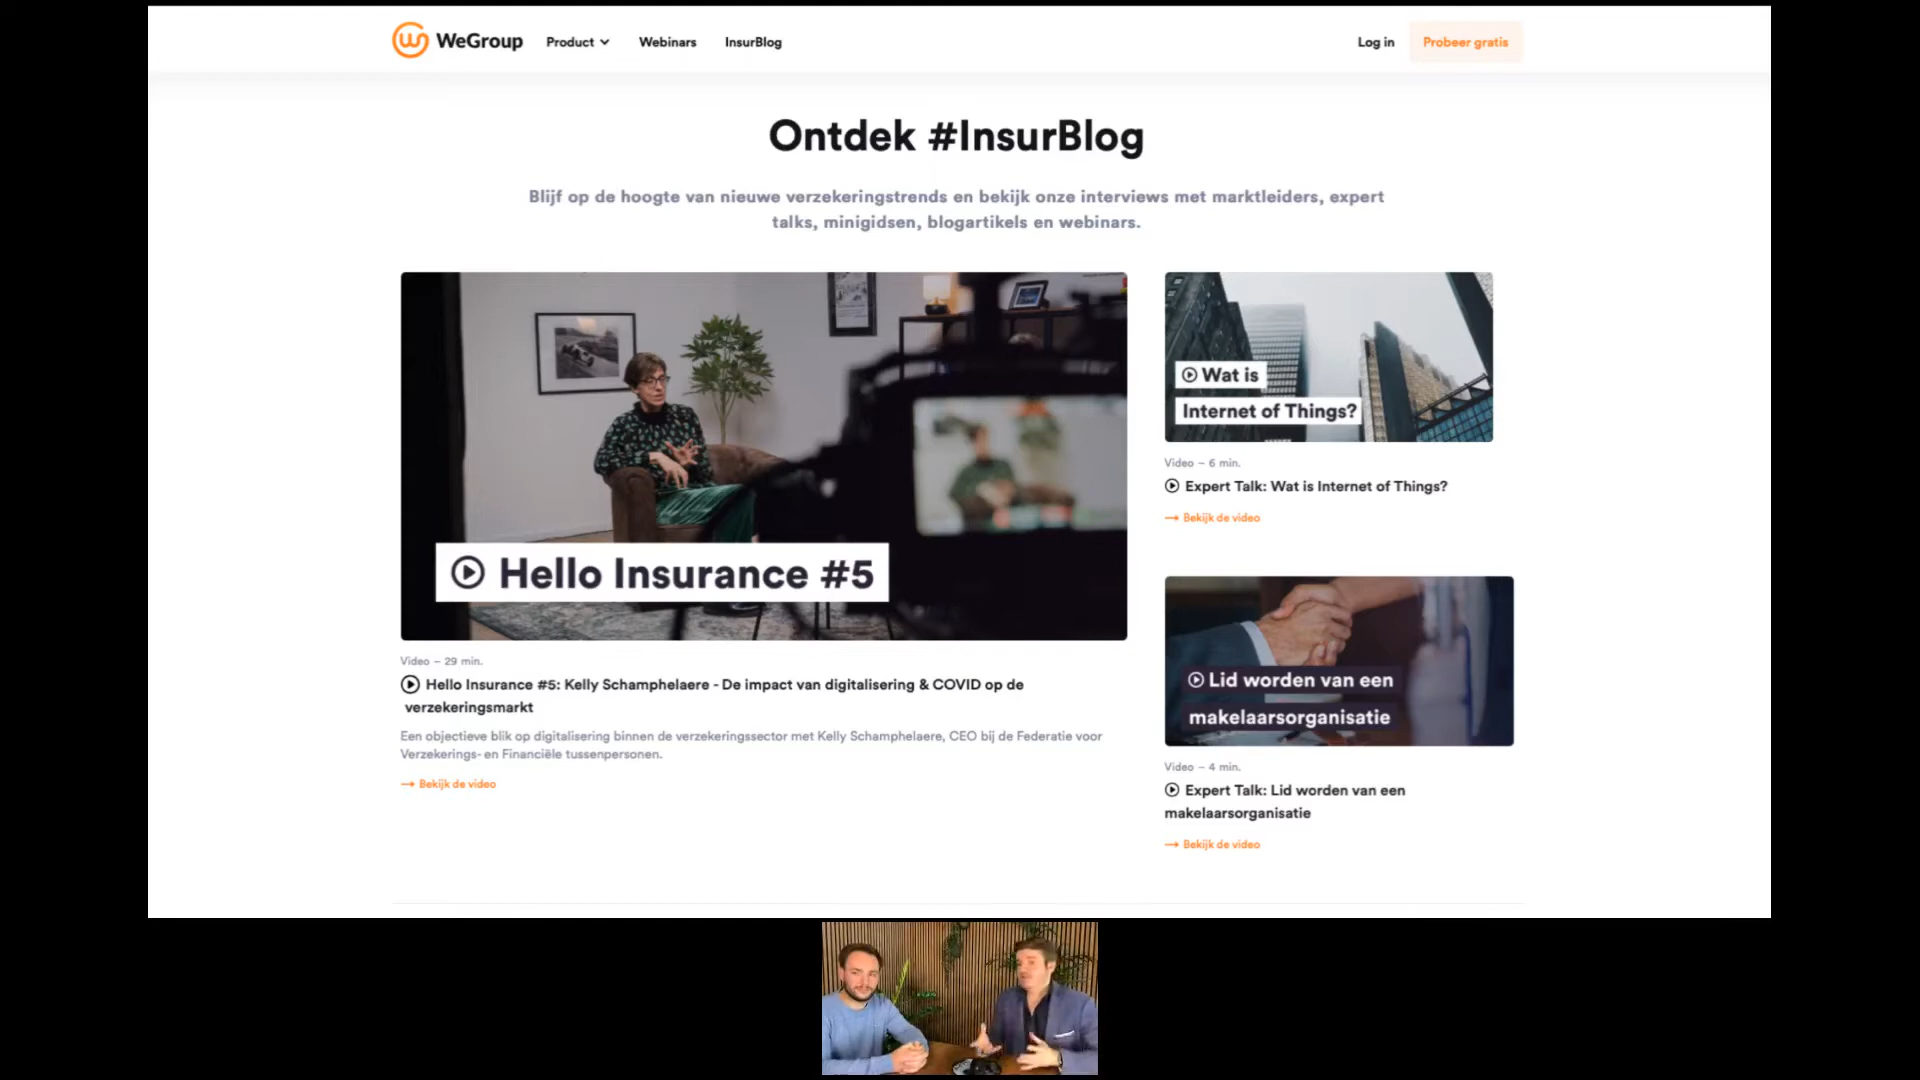 WeGroup
Product
Webinars
InsurBlog
Log in
Probeer gratis
Ontdek #InsurBlog
Blijf op de hoogte van nieuwe verzekeringstrends en bekijk onze interviews met marktleiders, expert
talks, minigidsen, blogartikels en webinars.
Hello Insurance #5
Video – 29 min.
Hello Insurance #5: Kelly Schamphelaere - De impact van digitalisering & COVID op de
verzekeringsmarkt
Een objectieve blik op digitalisering binnen de verzekeringssector met Kelly Schamphelaere, CEO bij de Federatie voor
Verzekerings- en Financiële tussenpersonen.
→ Bekijk de video
Wat is
Internet of Things?
Video – 6 min.
Expert Talk: Wat is Internet of Things?
→ Bekijk de video
Lid worden van een
makelaarsorganisatie
Video – 4 min.
Expert Talk: Lid worden van een
makelaarsorganisatie
→ Bekijk de video